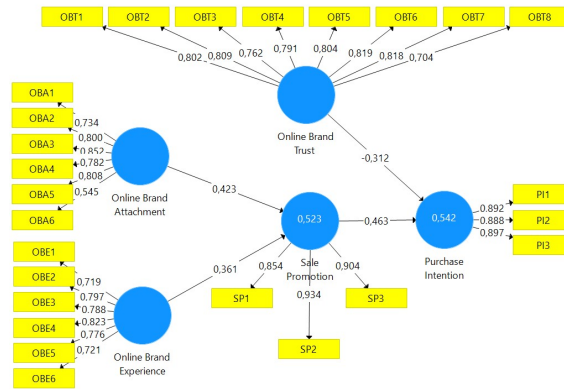 OBT1 OBT2 OBT3 OBT4 OBT5 OBT6 OBT7 OBT8
0,802 0,809 0,762 0,791 0,804 0,819 0,818 0,704
Online Brand
Trust
OBA1
OBA2
OBA3
OBA4
OBA5
OBA6
0,734
0,800
0,852
0,782
0,808
0,545
Online Brand
Attachment
-0,312
0,423
0,523
Sale
Promotion
0,463
0,542
Purchase
Intention
0.892
0.888
0,897
PI1
PI2
PI3
0,361
OBE1
OBE2
OBE3
OBE4
OBE5
OBE6
0,719
0,797
0.788
0,823
0,776
0,721
Online Brand
Experience
0,854
0,934
0,904
SP1
SP2
SP3